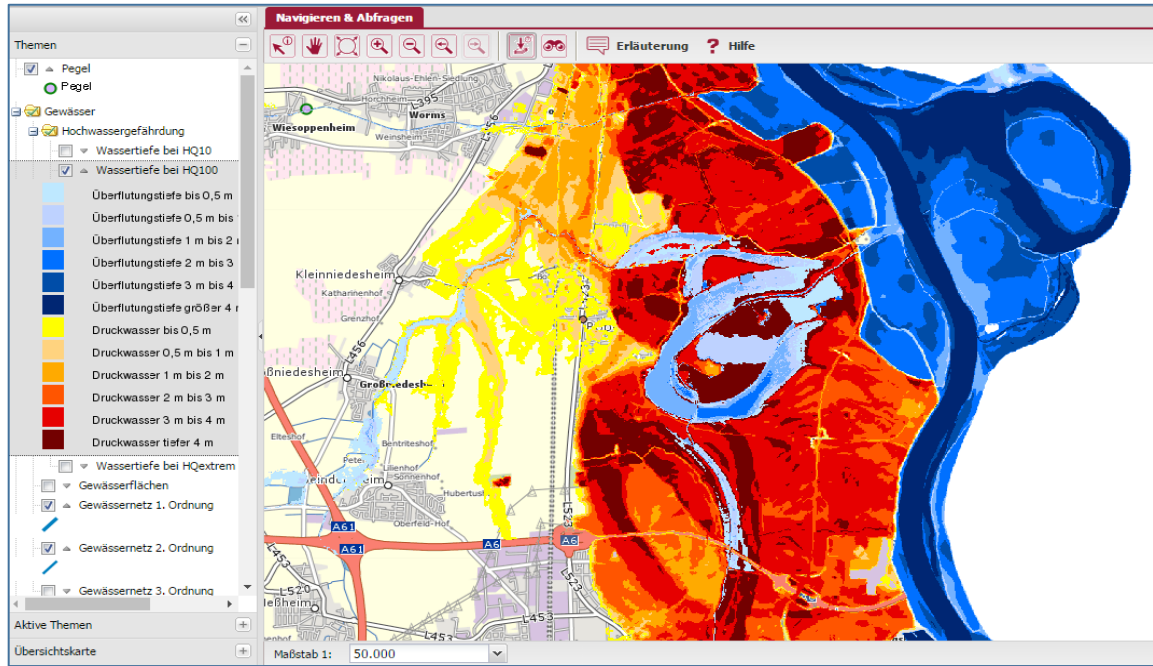 Navigieren & Abfragen
Themen
Erläuterung
? Hilfe
Pegel
Pegel
Gewässer
Hochwassergefährdung
Wassertiefe bei HQ10
Wassertiefe bei HQ100
Überflutungstiefe bis 0,5 m
Überflutungstiefe 0,5 m bis
Überflutungstiefe 1 m bis 2
Überflutungstiefe 2 m bis 3
Überflutungstiefe 3 m bis 4
Überflutungstiefe größer 4
Druckwasser bis 0,5 m
Druckwasser 0,5 m bis 1 m
Druckwasser 1 m bis 2 m
Druckwasser 2 m bis 3 m
Druckwasser 3 m bis 4 m
Druckwasser tiefer 4 m
Wassertiefe bei HQextrem
Gewässerflächen
Gewässernetz 1. Ordnung
Gewässernetz 2. Ordnung
Gewässernetz 3. Ordnung
Aktive Themen
Übersichtskarte
Nikolaus-Ehlen-Siedlung
Horchheim
L395
Worms
Wiesoppenheim
Weinsheim
Kleinniedesheim
Katharinenhof
Grenzhof
L456
oßniedesheim
Elteshof
Bentriteshof
Lilienhof
Sonnenhof
Oberfeld-Hof
L523
A61
A61
A6
A6
L523
L453
L520
L453
L453
Maßstab 1:
50.000